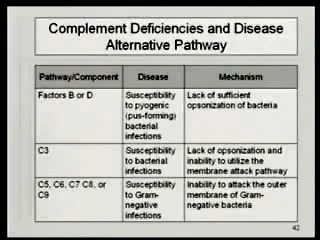 Complement Deficiencies and Disease
Alternative Pathway
Pathway/Component Disease Mechanism
Factors B or D
Susceptibility
to pyogenic
(pus-forming)
bacterial
infections
Lack of sufficient
opsonization of bacteria
C3
Susceptibility
to bacterial
infections
Lack of opsonization and
inability to utilize the
membrane attack pathway
C5, C6, C7 C8, or
C9
Susceptibility
to Gram-
negative
infections
Inability to attack the outer
membrane of Gram-
negative bacteria
42